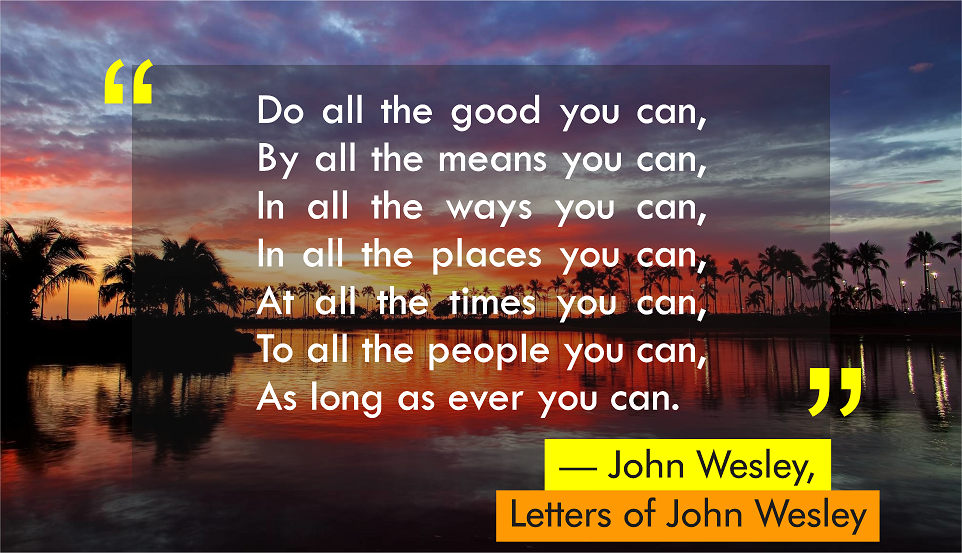 “
Do all the good you can,
By all the means you can,
In all the ways you can,
In all the places you can,
At all the times you can,
To all the people you can,
As long as ever you can.
”
— John Wesley,
Letters of John Wesley